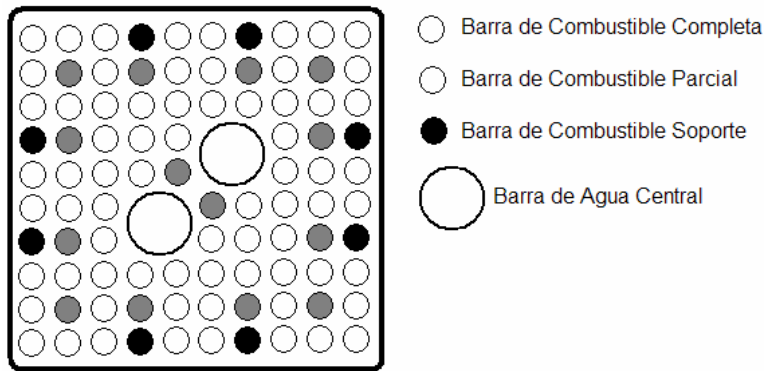 Barra de Combustible Completa
Barra de Combustible Parcial
Barra de Combustible Soporte
Barra de Agua Central